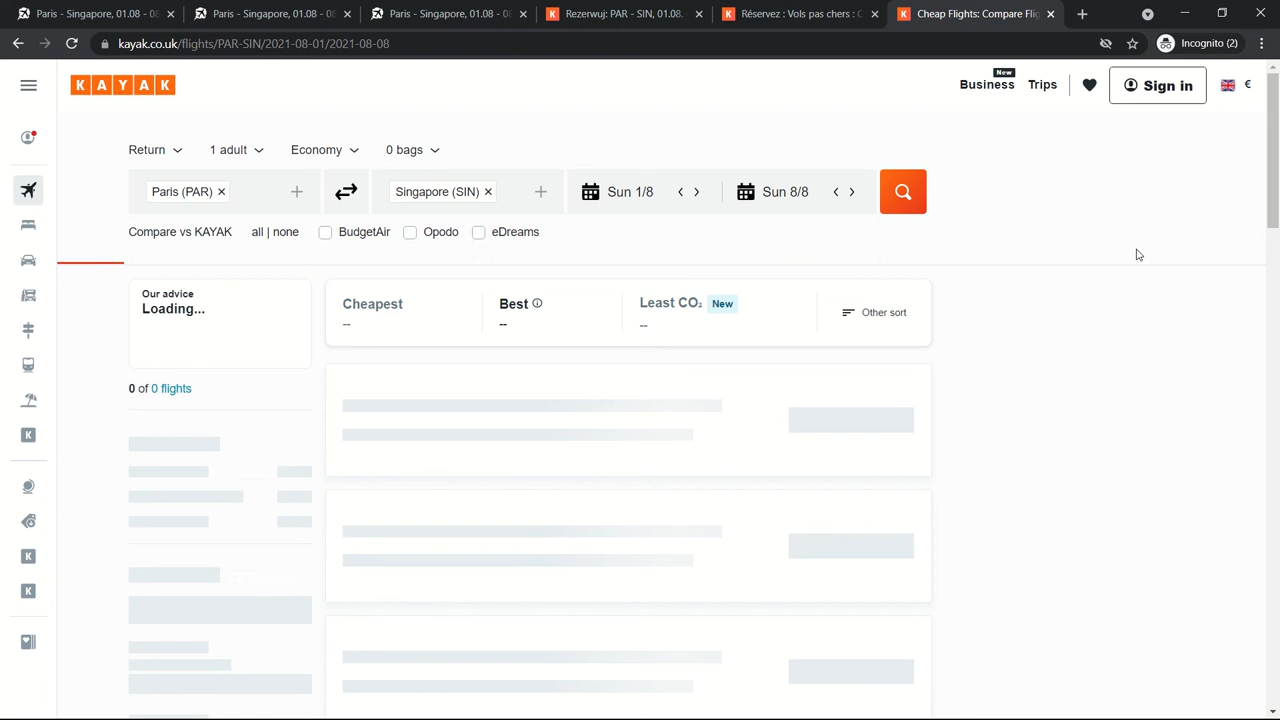 Paris - Singapore, 01.08 - 08
Paris - Singapore, 01.08 - 08
Paris - Singapore, 01.08 - 08
Rezerwuj: PAR - SIN, 01.08.
Réservez : Vols pas chers : C
Cheap Flights: Compare Fli
kayak.co.uk/flights/PAR-SIN/2021-08-01/2021-08-08
Incognito (2)
KAYAK
New
Business
Trips
Sign in
€
Return
1 adult
Economy
0 bags
Paris (PAR)
Singapore (SIN)
Sun 1/8
Sun 8/8
Compare vs KAYAK
all | none
BudgetAir
Opodo
eDreams
Our advice
Loading...
Cheapest
--
Best
--
Least CO₂
New
--
Other sort
0 of 0 flights
K
K
K